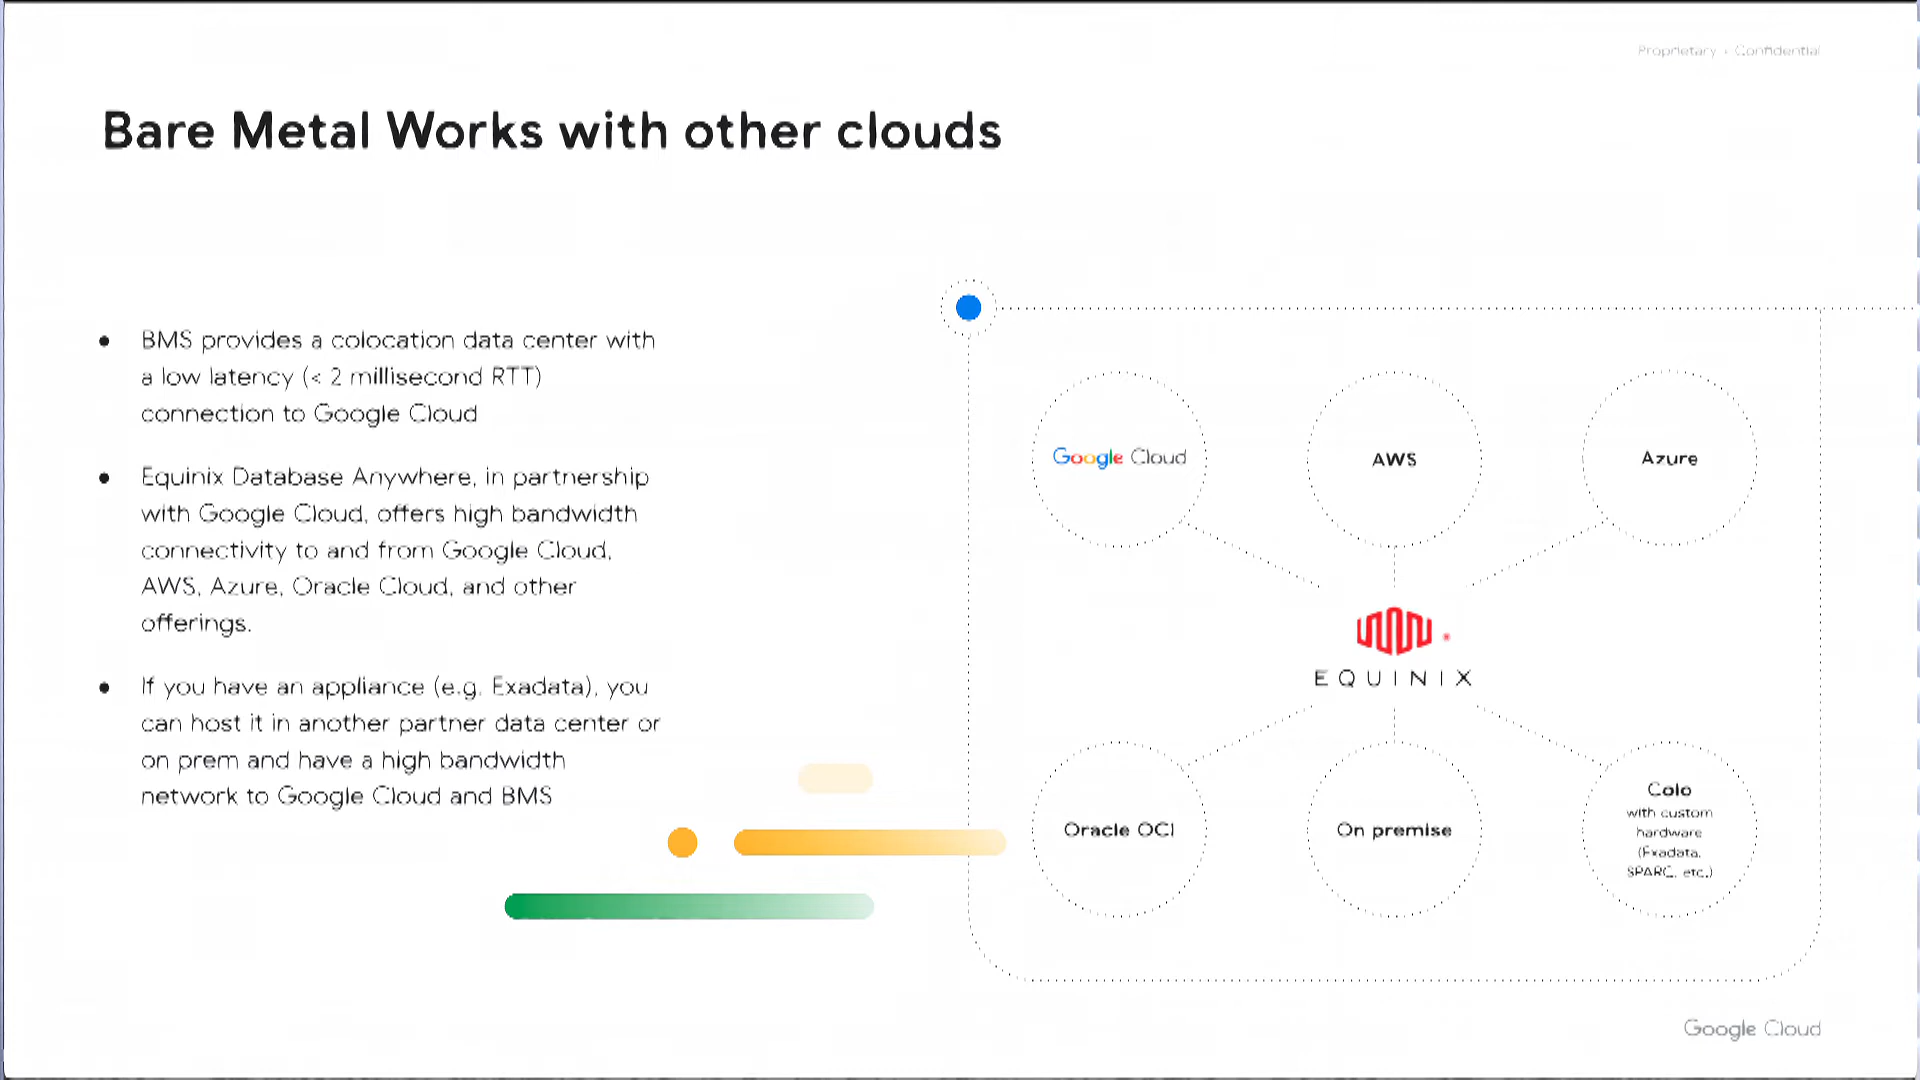 Proprietary + Confidential
Bare Metal Works with other clouds
● BMS provides a colocation data center with
a low latency (< 2 millisecond RTT)
connection to Google Cloud
● Equinix Database Anywhere, in partnership
with Google Cloud, offers high bandwidth
connectivity to and from Google Cloud,
AWS, Azure, Oracle Cloud, and other
offerings.
● If you have an appliance (e.g. Exadata), you
can host it in another partner data center or
on prem and have a high bandwidth
network to Google Cloud and BMS
Google Cloud
AWS
Azure
EQUINIX
Oracle OCI
On premise
Colo
with custom
hardware
(Exadata,
SPARC, etc.)
Google Cloud